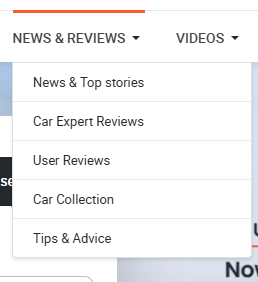 NEWS & REVIEWS VIDEOS
News & Top stories
Car Expert Reviews
User Reviews
Car Collection
Tips & Advice